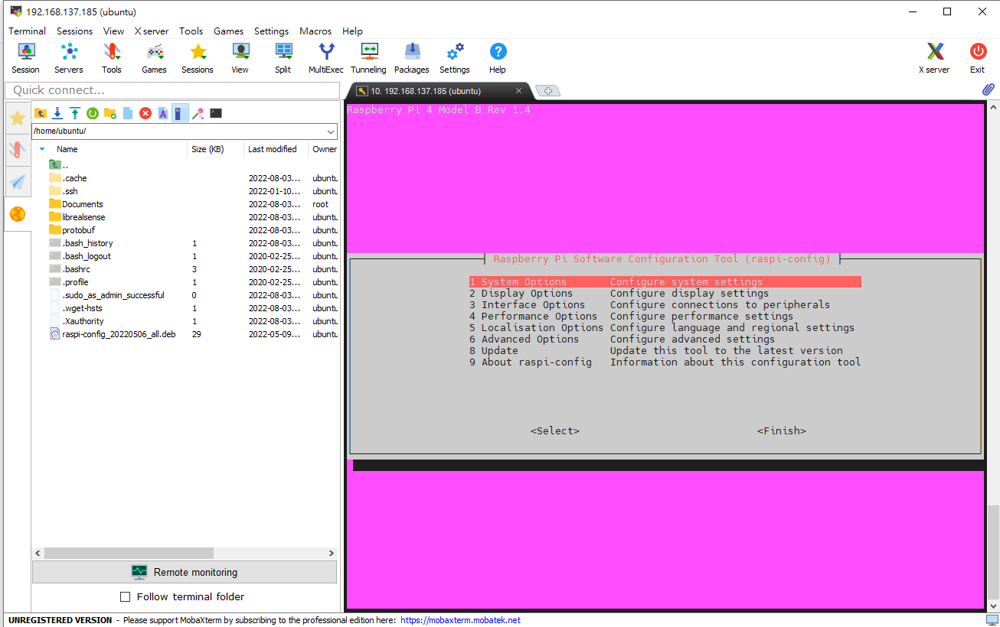 192.168.137.185 (ubuntu)
Terminal Sessions View X server Tools Games Settings Macros Help
Session Servers Tools Games Sessions View Split MultiExec Tunneling Packages Settings Help X server Exit
Quick connect...
10. 192.168.137.185 (ubuntu)
/home/ubuntu/
Name Size (KB) Last modified Owner
..
.cache 2022-08-03... ubuntu
.ssh 2022-01-10... ubuntu
Documents 2022-08-03... root
librealsense 2022-08-03... ubuntu
protobuf 2022-08-03... ubuntu
.bash_history 1 2022-08-03... ubuntu
.bash_logout 1 2020-02-25... ubuntu
.bashrc 3 2020-02-25... ubuntu
.profile 1 2020-02-25... ubuntu
.sudo_as_admin_successful 0 2022-08-03... ubuntu
.wget-hsts 1 2022-08-03... ubuntu
.Xauthority 1 2022-08-03... ubuntu
raspi-config_20220506_all.deb 29 2022-05-09... ubuntu
Remote monitoring
Follow terminal folder
Raspberry Pi 4 Model B Rev 1.4
Raspberry Pi Software Configuration Tool (raspi-config)
1 System Options Configure system settings
2 Display Options Configure display settings
3 Interface Options Configure connections to peripherals
4 Performance Options Configure performance settings
5 Localisation Options Configure language and regional settings
6 Advanced Options Configure advanced settings
8 Update Update this tool to the latest version
9 About raspi-config Information about this configuration tool
<Select> <Finish>
UNREGISTERED VERSION - Please support MobaXterm by subscribing to the professional edition here: https://mobaxterm.mobatek.net